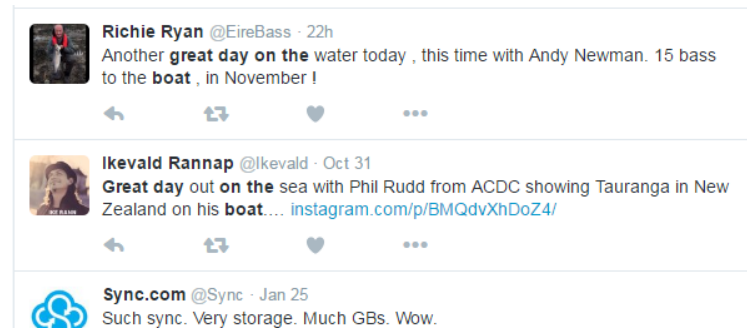 Richie Ryan @EireBass · 22h
Another great day on the water today , this time with Andy Newman. 15 bass
to the boat , in November !
Ikevald Rannap @Ikevald · Oct 31
Great day out on the sea with Phil Rudd from ACDC showing Tauranga in New
Zealand on his boat.... instagram.com/p/BMQdvXhDoZ4/
Sync.com @Sync · Jan 25
Such sync. Very storage. Much GBs. Wow.